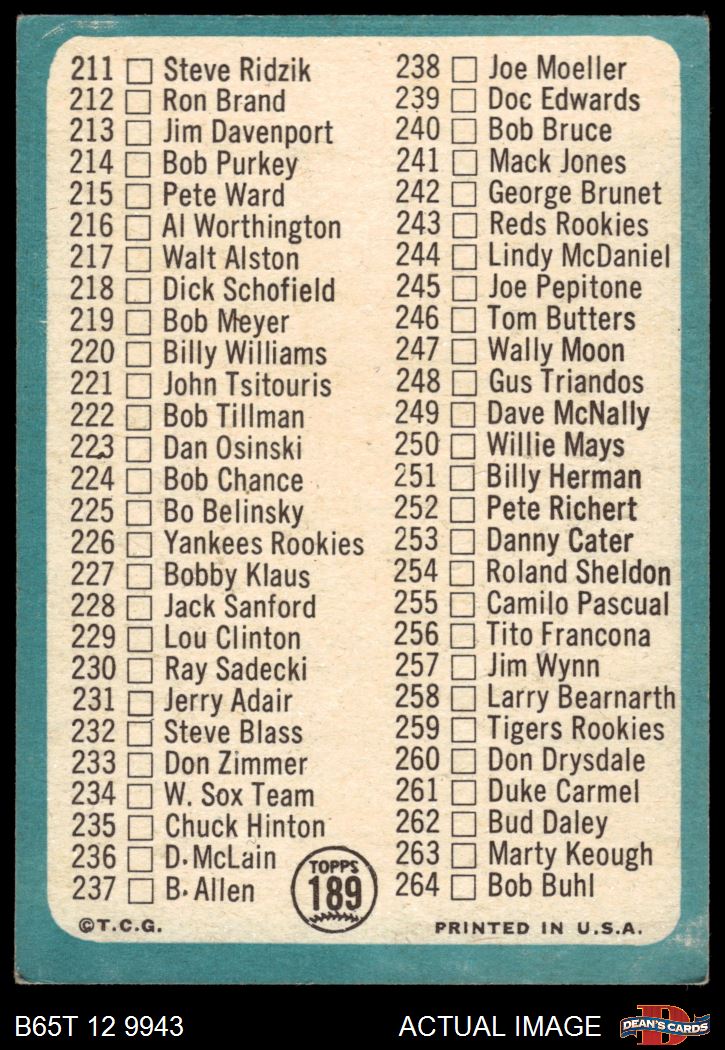 211 Steve Ridzik
212 Ron Brand
213 Jim Davenport
214 Bob Purkey
215 Pete Ward
216 Al Worthington
217 Walt Alston
218 Dick Schofield
219 Bob Meyer
220 Billy Williams
221 John Tsitouris
222 Bob Tillman
223 Dan Osinski
224 Bob Chance
225 Bo Belinsky
226 Yankees Rookies
227 Bobby Klaus
228 Jack Sanford
229 Lou Clinton
230 Ray Sadecki
231 Jerry Adair
232 Steve Blass
233 Don Zimmer
234 W. Sox Team
235 Chuck Hinton
236 D. McLain
237 B. Allen
238 Joe Moeller
239 Doc Edwards
240 Bob Bruce
241 Mack Jones
242 George Brunet
243 Reds Rookies
244 Lindy McDaniel
245 Joe Pepitone
246 Tom Butters
247 Wally Moon
248 Gus Triandos
249 Dave McNally
250 Willie Mays
251 Billy Herman
252 Pete Richert
253 Danny Cater
254 Roland Sheldon
255 Camilo Pascual
256 Tito Francona
257 Jim Wynn
258 Larry Bearnarth
259 Tigers Rookies
260 Don Drysdale
261 Duke Carmel
262 Bud Daley
263 Marty Keough
264 Bob Buhl
TOPPS
189
©T.C.G.
PRINTED IN U.S.A.
B65T 12 9943
ACTUAL IMAGE
D
DEAN'S CARDS